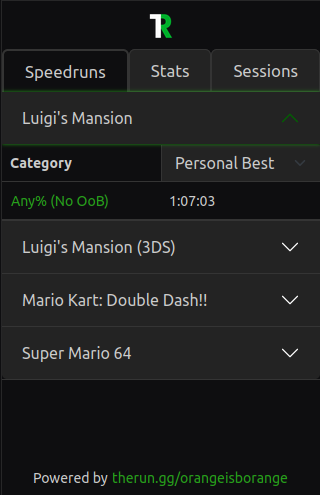 TR
Speedruns Stats Sessions
Luigi's Mansion
Category Personal Best
Any% (No OoB) 1:07:03
Luigi's Mansion (3DS)
Mario Kart: Double Dash!!
Super Mario 64
Powered by therun.gg/orangeisborange